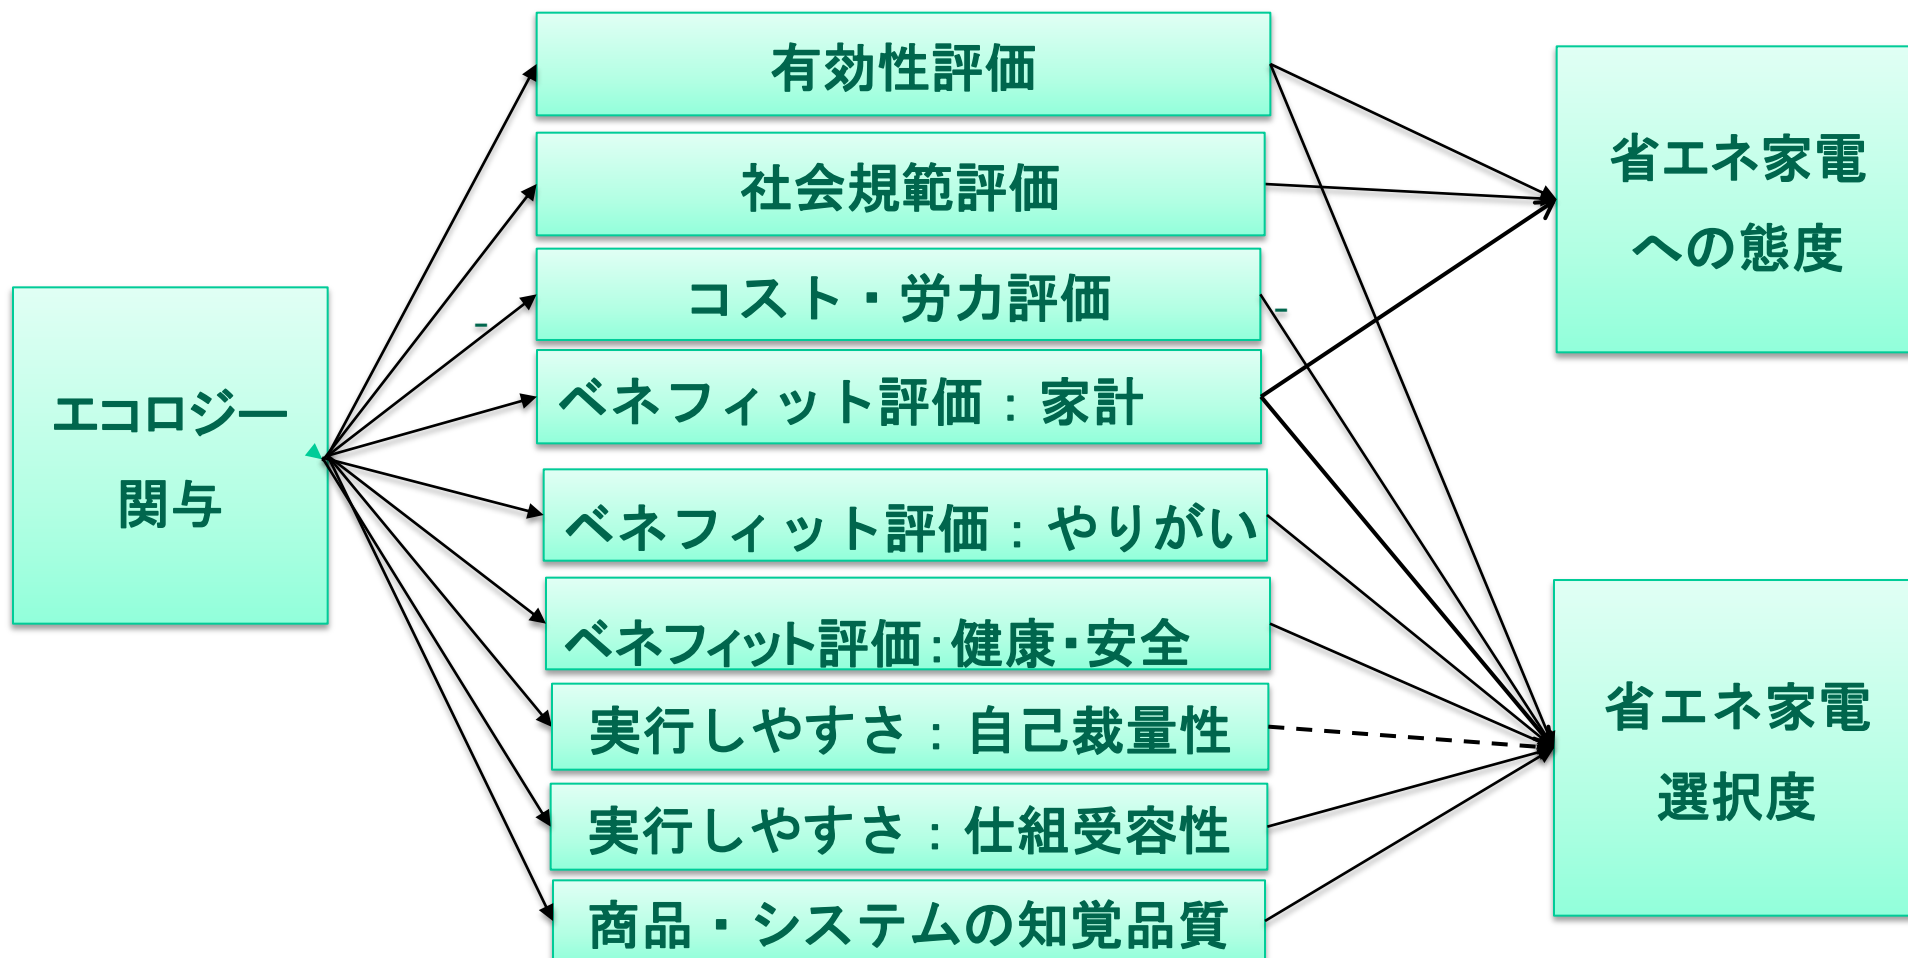 有効性評価
社会規範評価
コスト・労力評価
-
-
ベネフィット評価：家計
ベネフィット評価：やりがい
ベネフィット評価：健康・安全
実行しやすさ：自己裁量性
実行しやすさ：仕組受容性
商品・システムの知覚品質
エコロジー
関与
省エネ家電
への態度
省エネ家電
選択度